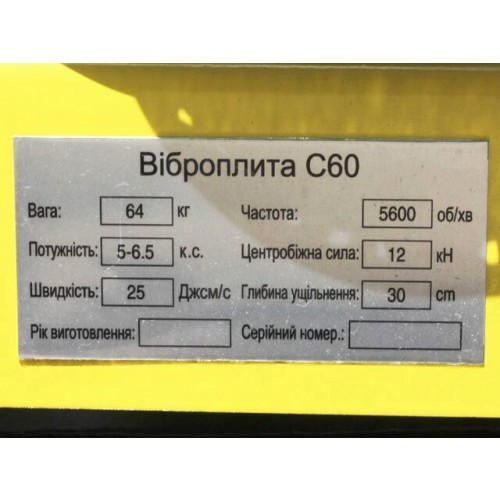 Віброплита С60
Вага: 64 кг Частота: 5600 об/хв
Потужність: 5-6.5 к.с. Центробіжна сила: 12 кН
Швидкість: 25 Джсм/с Глибина ущільнення: 30 cm
Рік виготовлення: Серійний номер.: